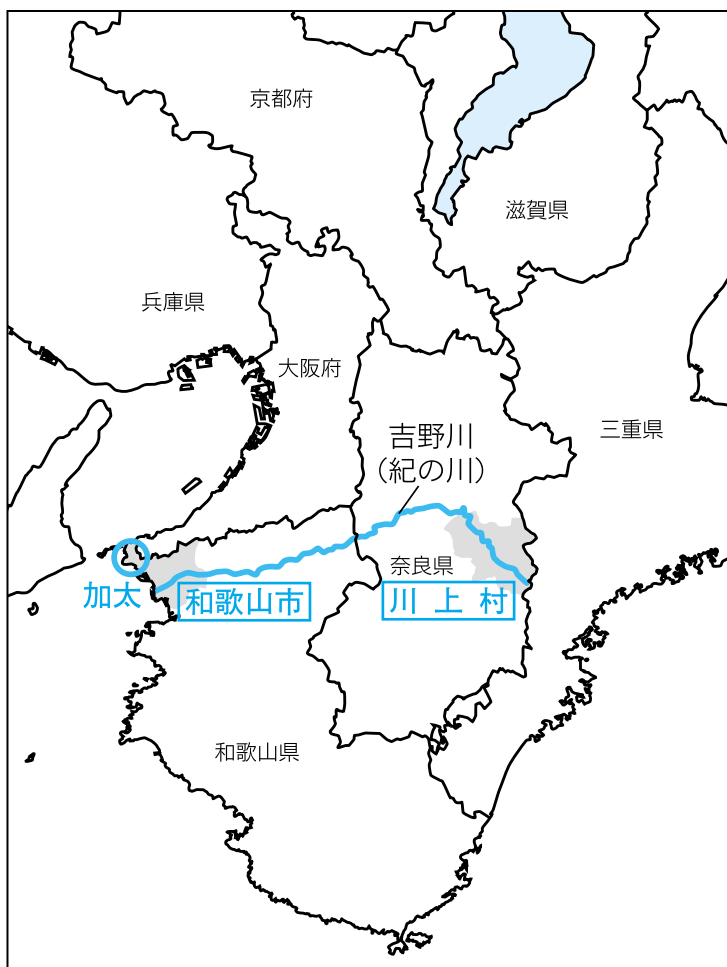 京都府
滋賀県
兵庫県
大阪府
三重県
吉野川
（紀の川）
奈良県
加太
和歌山市
川上村
和歌山県